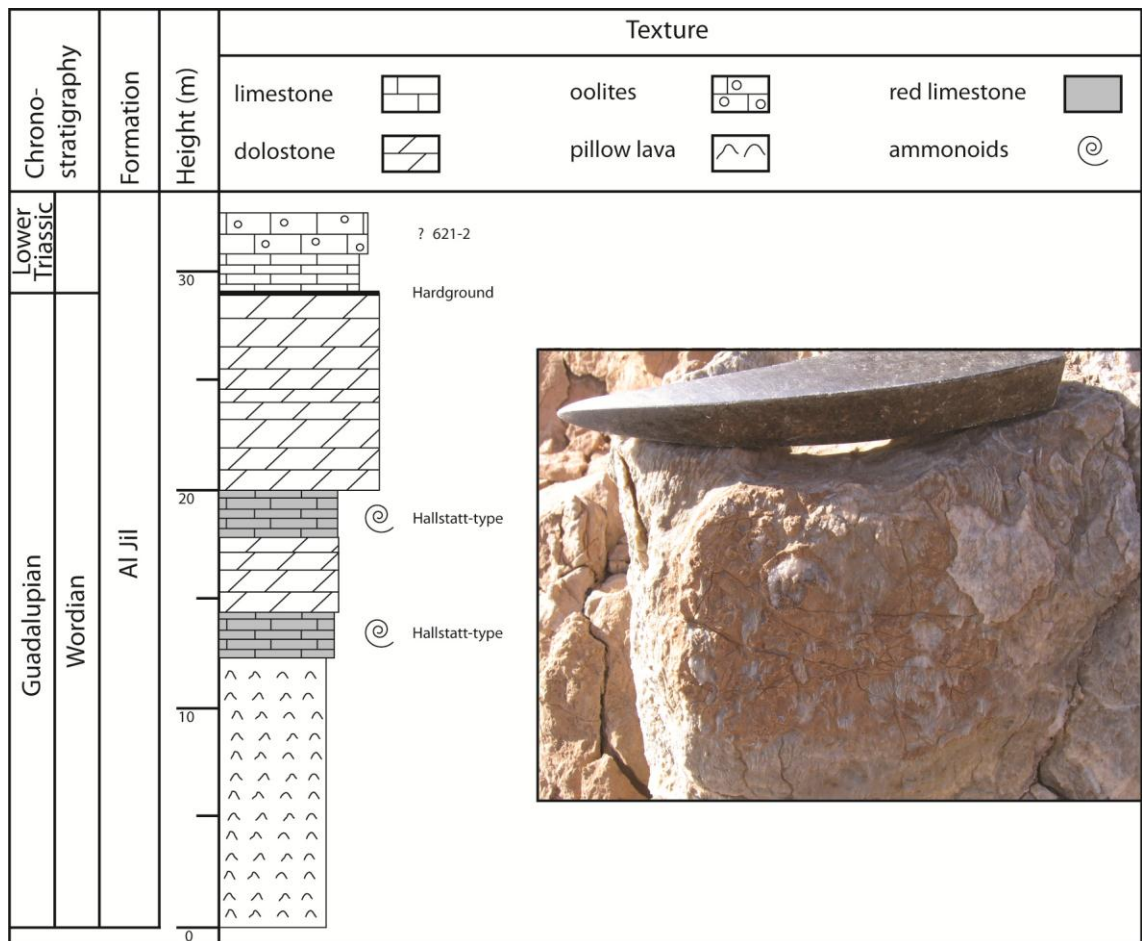 Chrono-
stratigraphy
Formation
Height (m)
Texture
limestone
oolites
red limestone
dolostone
pillow lava
ammonoids
Lower
Triassic
Guadalupian
Wordian
Al Jil
30
20
10
0
? 621-2
Hardground
Hallstatt-type
Hallstatt-type